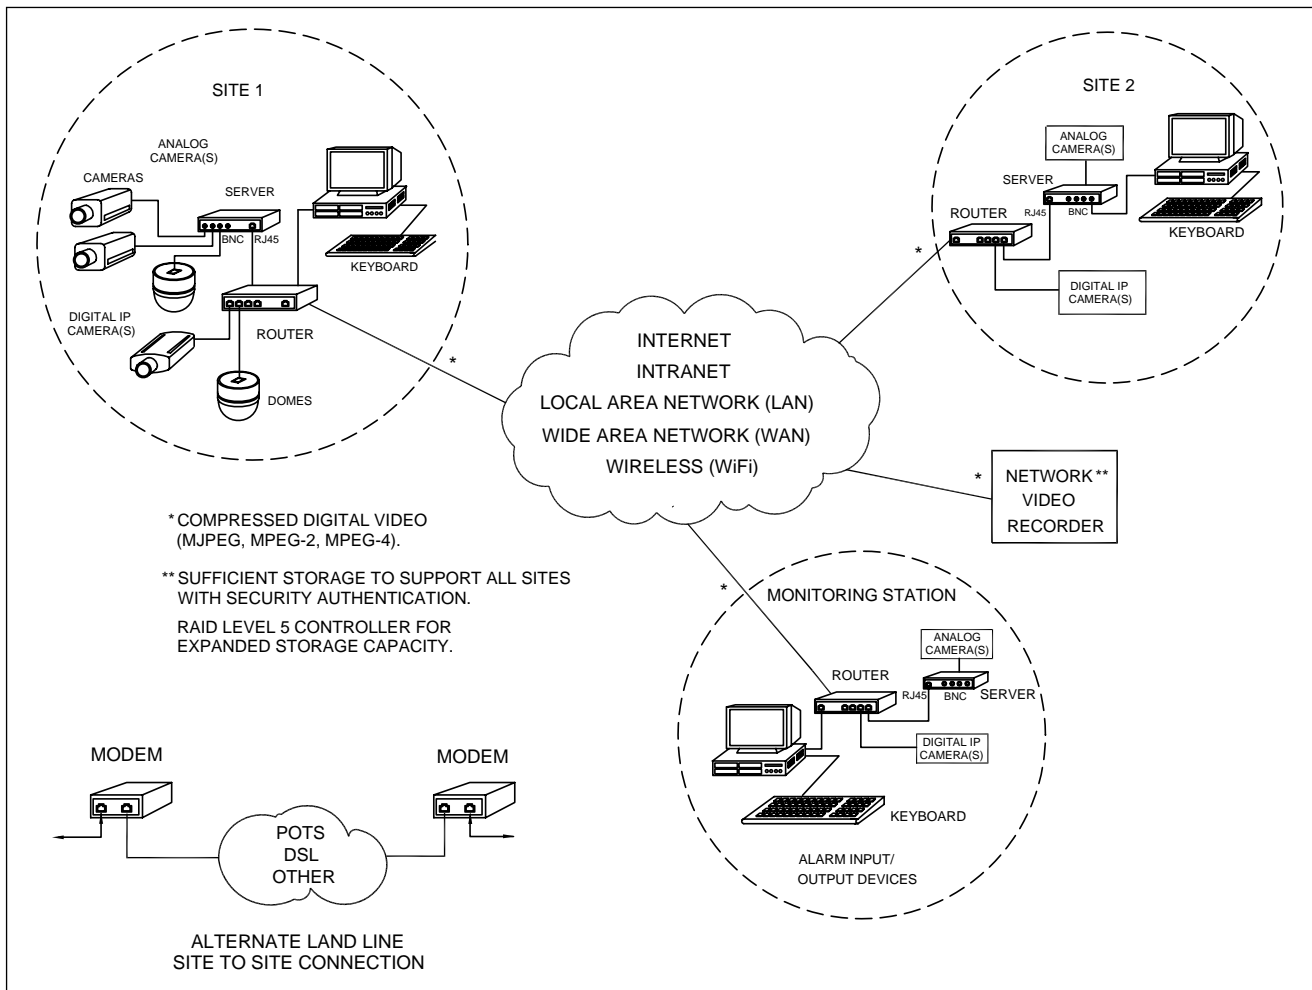 SITE 1
ANALOG
CAMERA(S)
CAMERAS
SERVER
BNC
RJ45
KEYBOARD
DIGITAL IP
CAMERA(S)
ROUTER
DOMES
SITE 2
ANALOG
CAMERA(S)
SERVER
RJ45
BNC
ROUTER
KEYBOARD
DIGITAL IP
CAMERA(S)
*
*
INTERNET
INTRANET
LOCAL AREA NETWORK (LAN)
WIDE AREA NETWORK (WAN)
WIRELESS (WiFi)
*
NETWORK **
VIDEO
RECORDER
* COMPRESSED DIGITAL VIDEO
(MJPEG, MPEG-2, MPEG-4).
** SUFFICIENT STORAGE TO SUPPORT ALL SITES
WITH SECURITY AUTHENTICATION.
RAID LEVEL 5 CONTROLLER FOR
EXPANDED STORAGE CAPACITY.
*
MONITORING STATION
ANALOG
CAMERA(S)
ROUTER
RJ45
BNC
SERVER
DIGITAL IP
CAMERA(S)
KEYBOARD
ALARM INPUT/
OUTPUT DEVICES
MODEM
MODEM
POTS
DSL
OTHER
ALTERNATE LAND LINE
SITE TO SITE CONNECTION